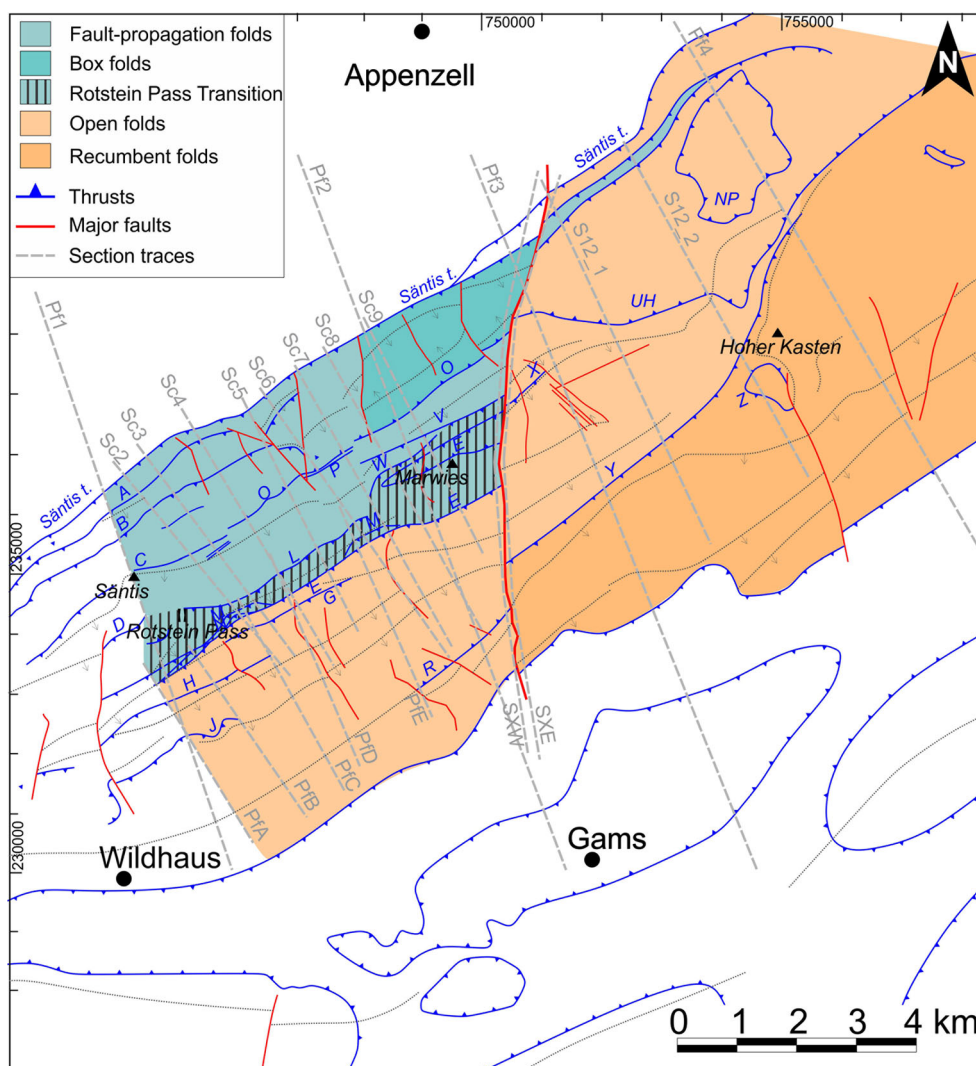 Fault-propagation folds
Box folds
Rotstein Pass Transition
Open folds
Recumbent folds
Thrusts
Major faults
Section traces
750000
755000
N
Appenzell
Pf4
Säntis t.
Pf2
Pf3
NP
S12_1
S12_2
Säntis t.
UH
Hoher Kasten
Pf1
Sc9
Sc8
Sc7
Sc6
Sc5
Sc4
Sc3
Sc2
O
X
Z
V
P
W
E
Marwies
Y
A
B
Q
Säntis t.
M
E
235000
C
L
E
G
Säntis
D
N
Rotstein Pass
K
H
R
J
PfE
SXW
SXE
PfD
PfC
PfB
PfA
230000
Wildhaus
Gams
0 1 2 3 4 km